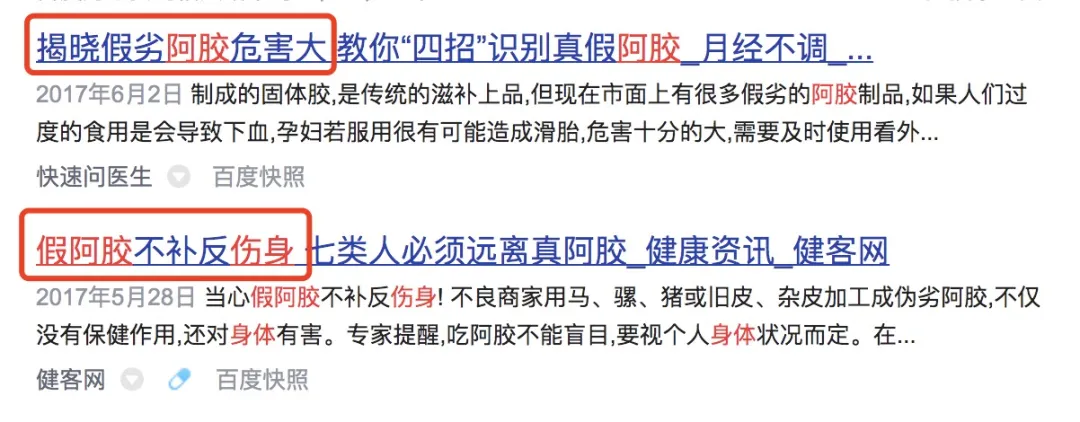 揭晓假劣阿胶危害大 教你“四招”识别真假阿胶_月经不调_...
2017年6月2日 制成的固体胶,是传统的滋补上品,但现在市面上有很多假劣的阿胶制品,如果人们过
度的食用是会导致下血,孕妇若服用很有可能造成滑胎,危害十分的大,需要及时使用看外...
快速问医生 百度快照
假阿胶不补反伤身 七类人必须远离真阿胶_健康资讯_健客网
2017年5月28日 当心假阿胶不补反伤身! 不良商家用马、骡、猪或旧皮、杂皮加工成伪劣阿胶,不仅
没有保健作用,还对身体有害。专家提醒,吃阿胶不能盲目,要视个人身体状况而定。在...
健客网 百度快照